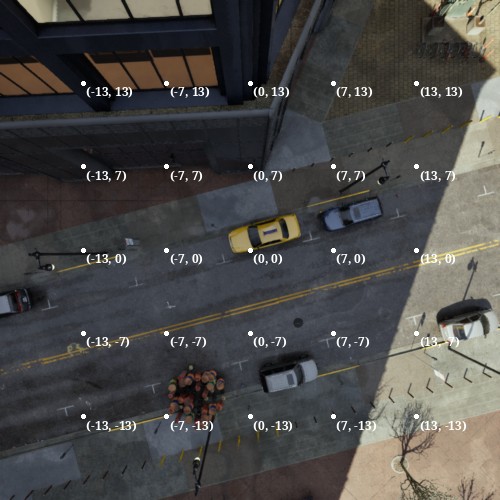 (-13, 13) (-7, 13) (0, 13) (7, 13) (13, 13)
(-13, 7) (-7, 7) (0, 7) (7, 7) (13, 7)
(-13, 0) (-7, 0) (0, 0) (7, 0) (13, 0)
(-13, -7) (-7, -7) (0, -7) (7, -7) (13, -7)
(-13, -13) (-7, -13) (0, -13) (7, -13) (13, -13)